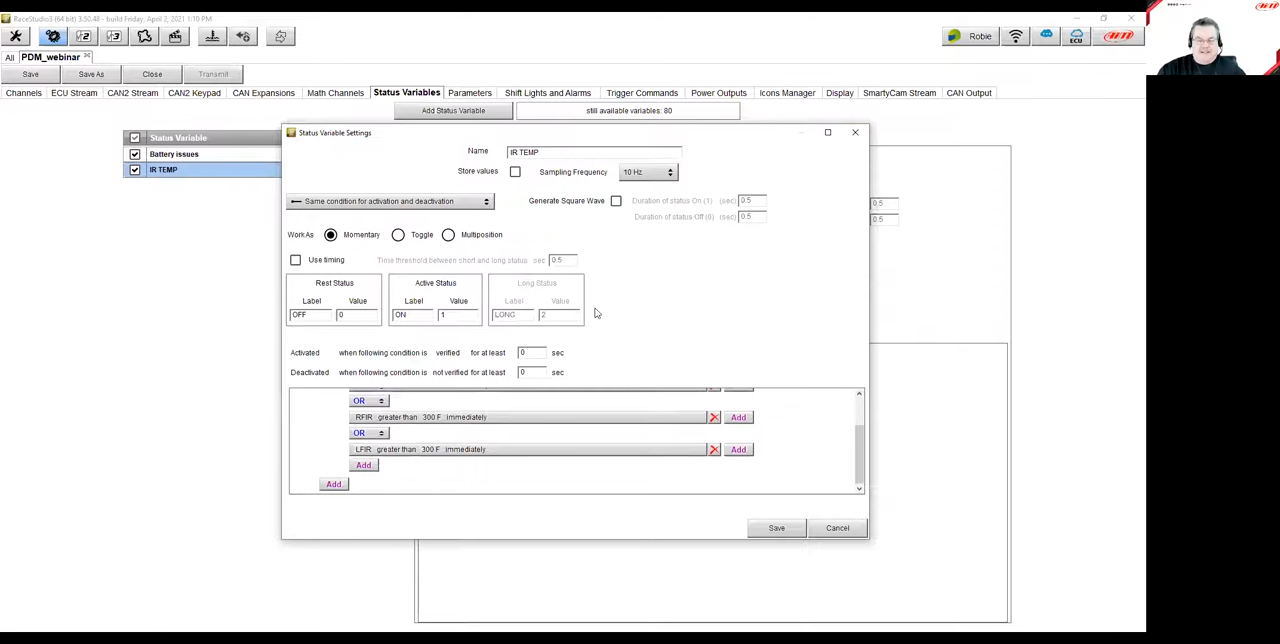 RaceStudio3 (64 bit) 3.50.48 - build Friday, April 2, 2021 1:10 PM
2 3 Robie ECU AiM
All PDM_webinar
Save Save As Close Transmit
Channels ECU Stream CAN2 Stream CAN2 Keypad CAN Expansions Math Channels Status Variables Parameters Shift Lights and Alarms Trigger Commands Power Outputs Icons Manager Display SmartyCam Stream CAN Output
Add Status Variable still available variables: 80
Status Variable
Battery issues
IR TEMP
Status Variable Settings
Name IR TEMP
Store values Sampling Frequency 10 Hz
Same condition for activation and deactivation Generate Square Wave Duration of status On (1) (sec) 0.5
Duration of status Off (0) (sec) 0.5
0.5
0.5
Work As Momentary Toggle Multiposition
Use timing Time threshold between short and long status sec 0.5
Rest Status Active Status Long Status
Label Value Label Value Label Value
OFF 0 ON 1 LONG 2
Activated when following condition is verified for at least 0 sec
Deactivated when following condition is not verified for at least 0 sec
OR
RFIR greater than 300 F immediately Add
OR
LFIR greater than 300 F immediately Add
Add
Add
Save Cancel